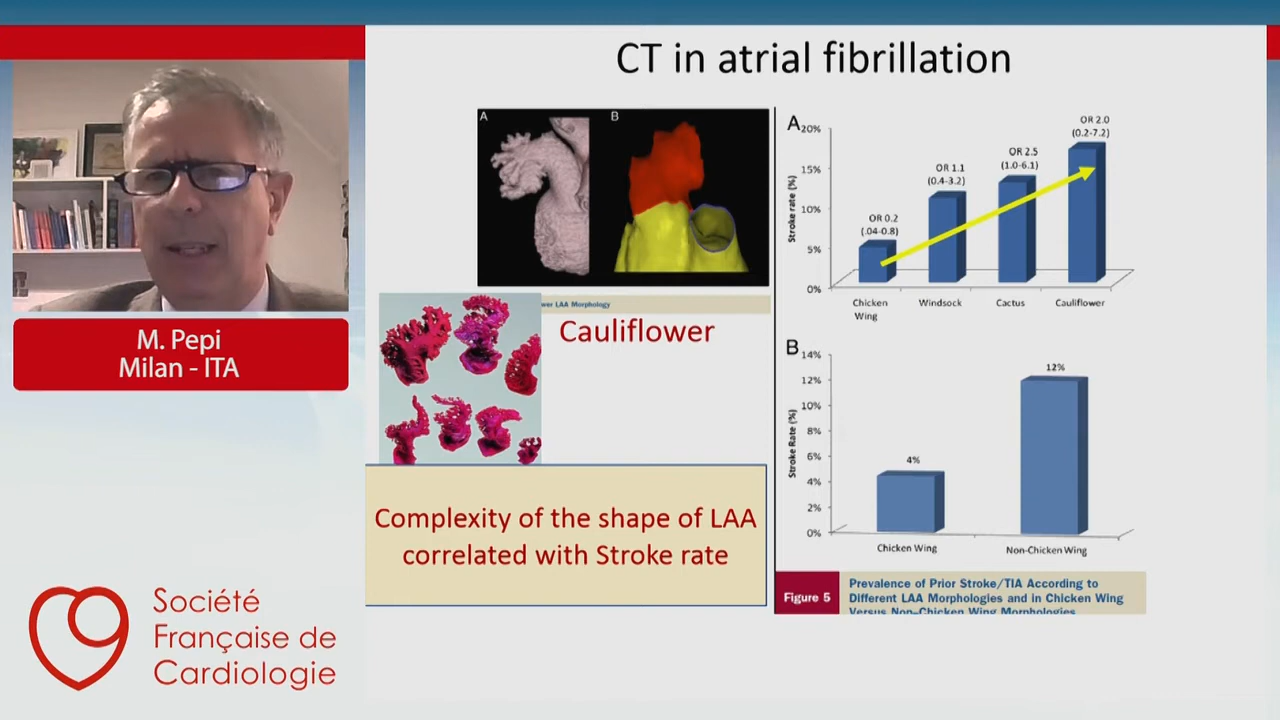 CT in atrial fibrillation
M. Pepi
Milan - ITA
Société
Française de
Cardiologie
A
B
wer LAA Morphology
Cauliflower
Complexity of the shape of LAA
correlated with Stroke rate
A
20%
15%
10%
5%
0%
Stroke rate (%)
OR 0.2
(.04-0.8)
OR 1.1
(0.4-3.2)
OR 2.5
(1.0-6.1)
OR 2.0
(0.2-7.2)
Chicken
Wing
Windsock
Cactus
Cauliflower
B
14%
12%
10%
8%
6%
4%
2%
0%
Stroke Rate (%)
4%
12%
Chicken Wing
Non-Chicken Wing
Figure 5
Prevalence of Prior Stroke/TIA According to
Different LAA Morphologies and in Chicken Wing
Versus Non–Chicken Wing Morphologies